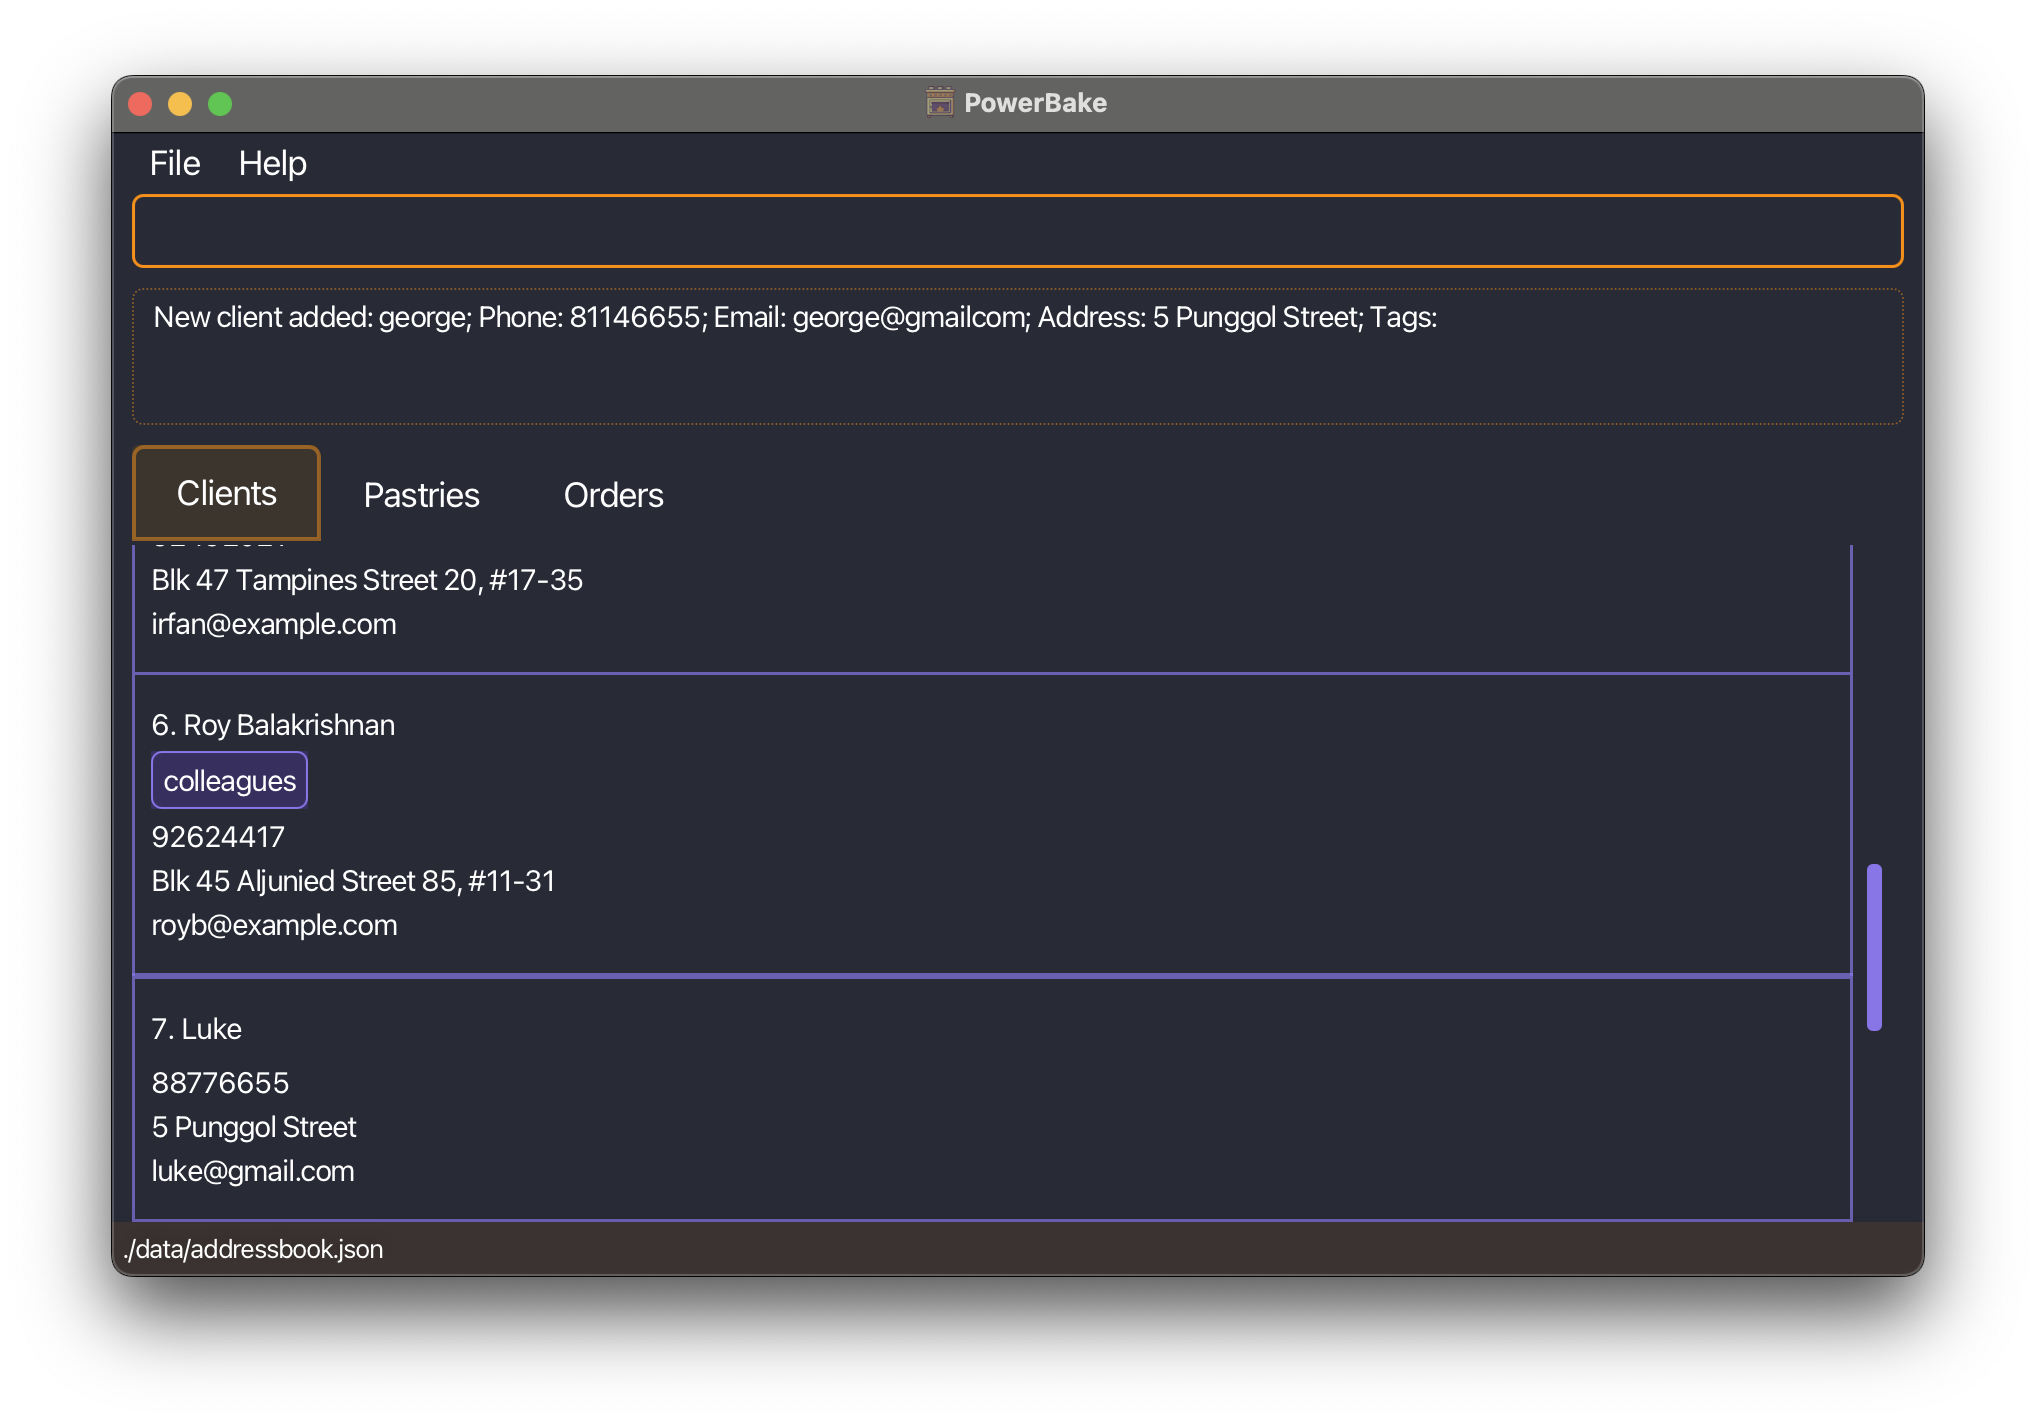 PowerBake
File Help
New client added: george; Phone: 81146655; Email: george@gmailcom; Address: 5 Punggol Street; Tags:
Clients Pastries Orders
Blk 47 Tampines Street 20, #17-35
irfan@example.com
6. Roy Balakrishnan
colleagues
92624417
Blk 45 Aljunied Street 85, #11-31
royb@example.com
7. Luke
88776655
5 Punggol Street
luke@gmail.com
./data/addressbook.json